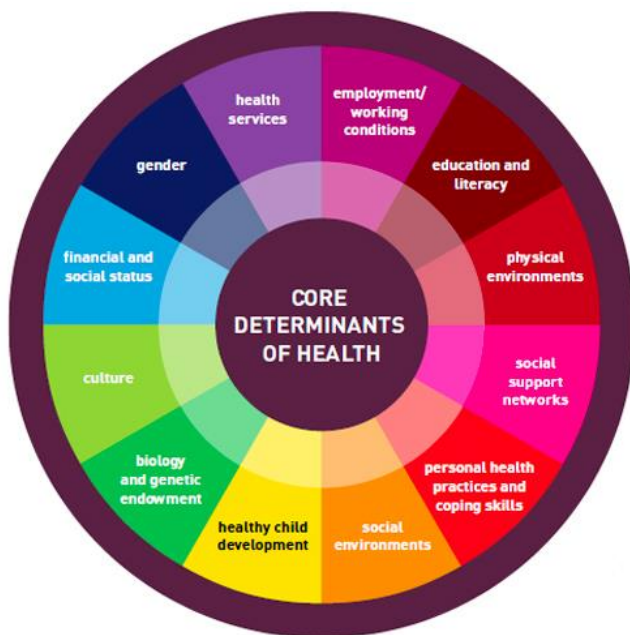 CORE
DETERMINANTS
OF HEALTH
employment/
working
conditions
education and
literacy
physical
environments
social
support
networks
personal health
practices and
coping skills
social
environments
healthy child
development
biology
and genetic
endowment
culture
financial and
social status
gender
health
services